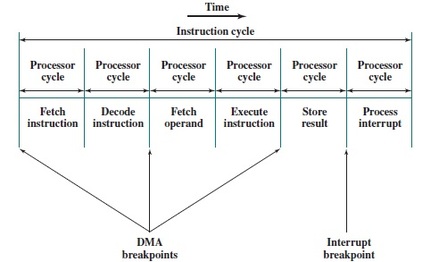 Time
Instruction cycle
Processor cycle
Processor cycle
Processor cycle
Processor cycle
Processor cycle
Processor cycle
Fetch instruction
Decode instruction
Fetch operand
Execute instruction
Store result
Process interrupt
DMA breakpoints
Interrupt breakpoint